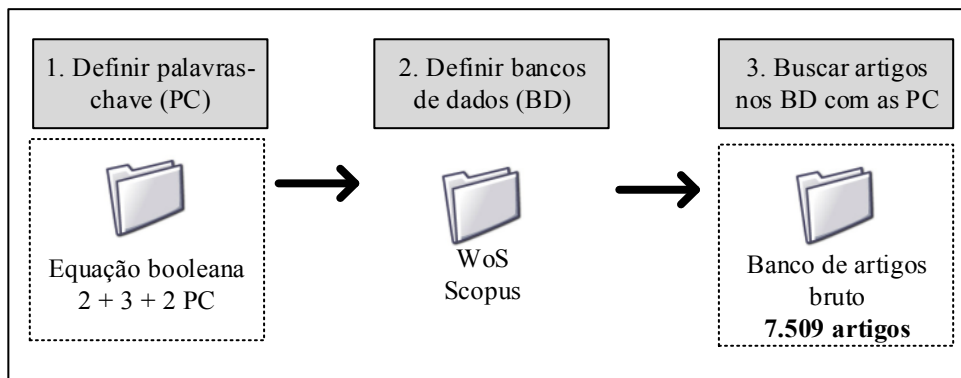 1. Definir palavras-
chave (PC)
2. Definir bancos
de dados (BD)
3. Buscar artigos
nos BD com as PC
Equação booleana
2 + 3 + 2 PC
WoS
Scopus
Banco de artigos
bruto
7.509 artigos